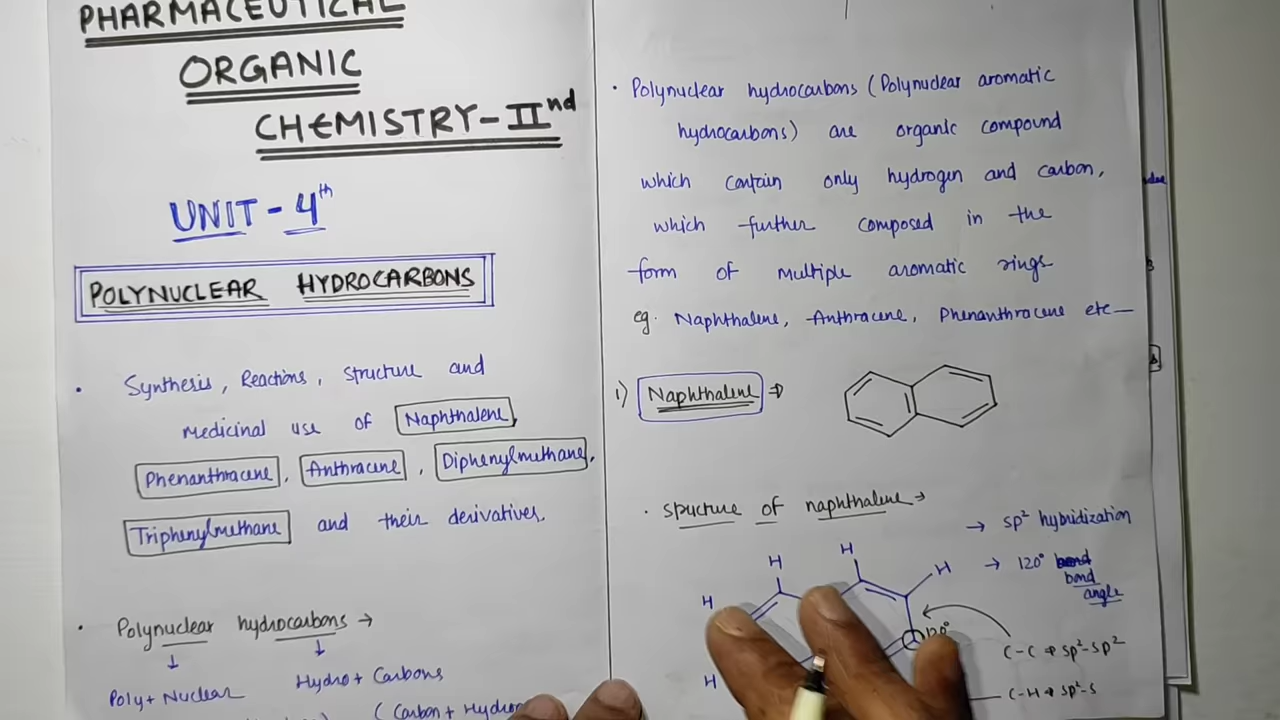 PHARMACEUTICAL
ORGANIC
CHEMISTRY-IInd
UNIT-4th
POLYNUCLEAR HYDROCARBONS
• Synthesis, Reactions, structure and
medicinal use of Naphthalene,
Phenanthracene, Anthracene, Diphenylmethane,
Triphenylmethane and their derivatives.
• Polynuclear hydrocarbons →
Poly + Nuclear
Hydro + Carbons
(Carbon + Hydro
• Polynuclear hydrocarbons (Polynuclear aromatic
hydrocarbons) are organic compound
which contain only hydrogen and carbon,
which further composed in the
form of multiple aromatic rings
eg. Naphthalene, Anthracene, Phenanthracene etc—
1) Naphthalene ⇒
• structure of naphthalene →
→ sp² hybridization
→ 120° bond
bond
angle
H
H
H
H
H
120°
C-C ⇒ sp²-sp²
C-H ⇒ sp²-s